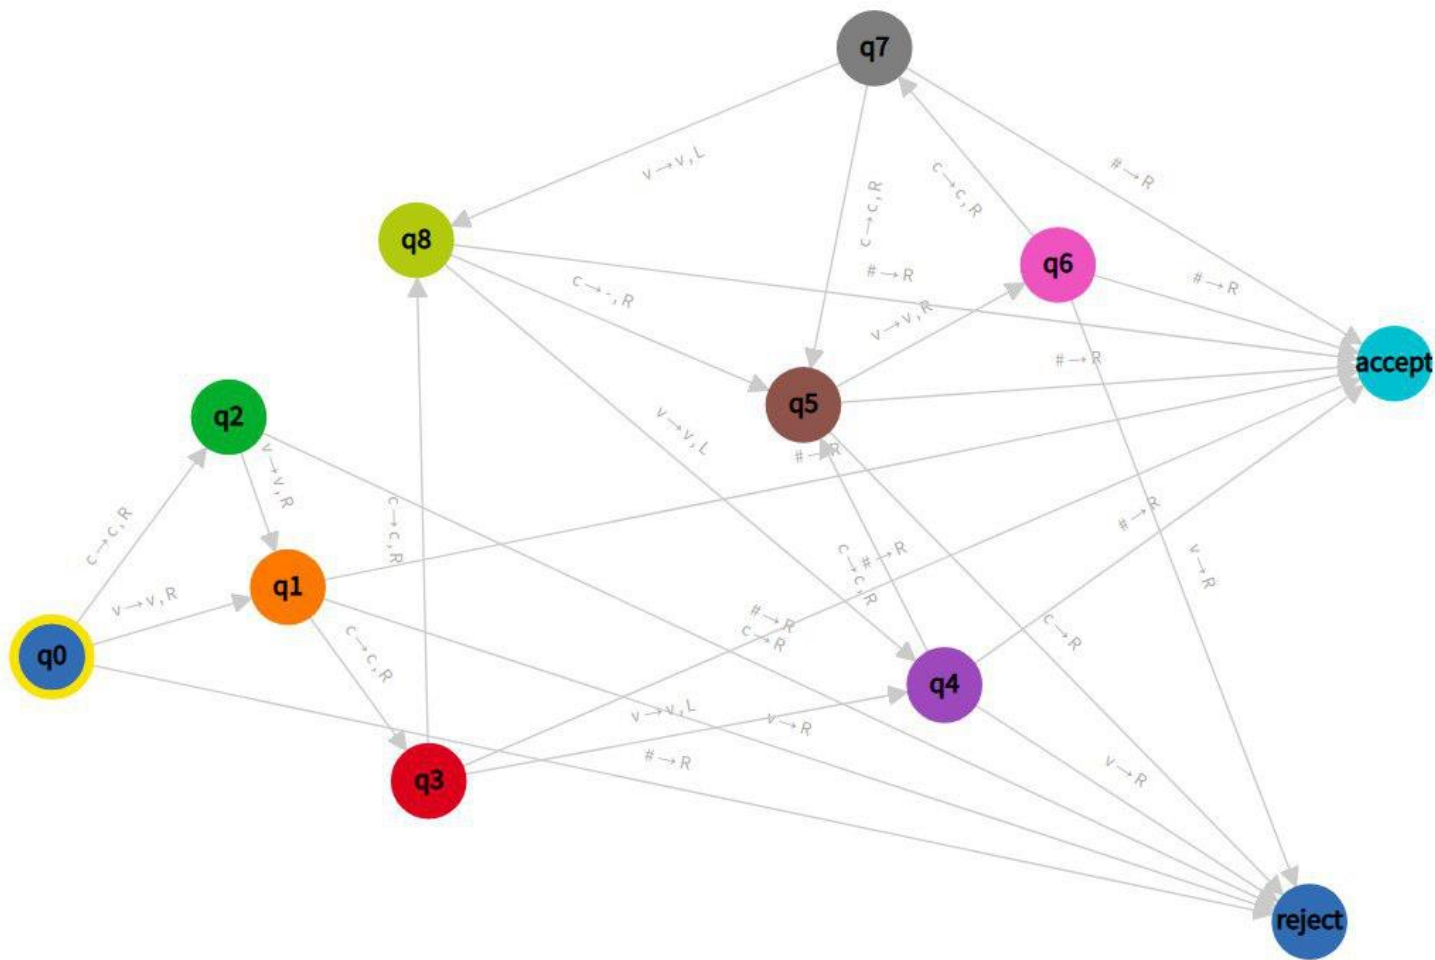 q7
v→v,L
#→R
c→c,R
c→c,R
q8
#→R
q6
#→R
c→-,R
v→v,R
#→R
accept
q2
v→v,L
q5
#→R
v→v,R
c→c,R
c→c,R
#→R
#→R
c→c,R
v→R
q1
v→v,R
q0
c→c,R
#→R
c→R
c→R
q4
v→v,L
v→R
#→R
v→R
q3
reject